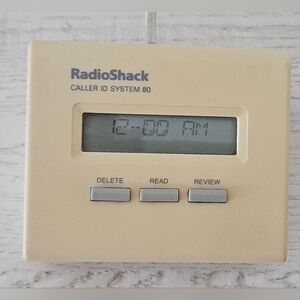 RadioShack
CALLER ID SYSTEM 80
12-00 AM
DELETE READ REVIEW